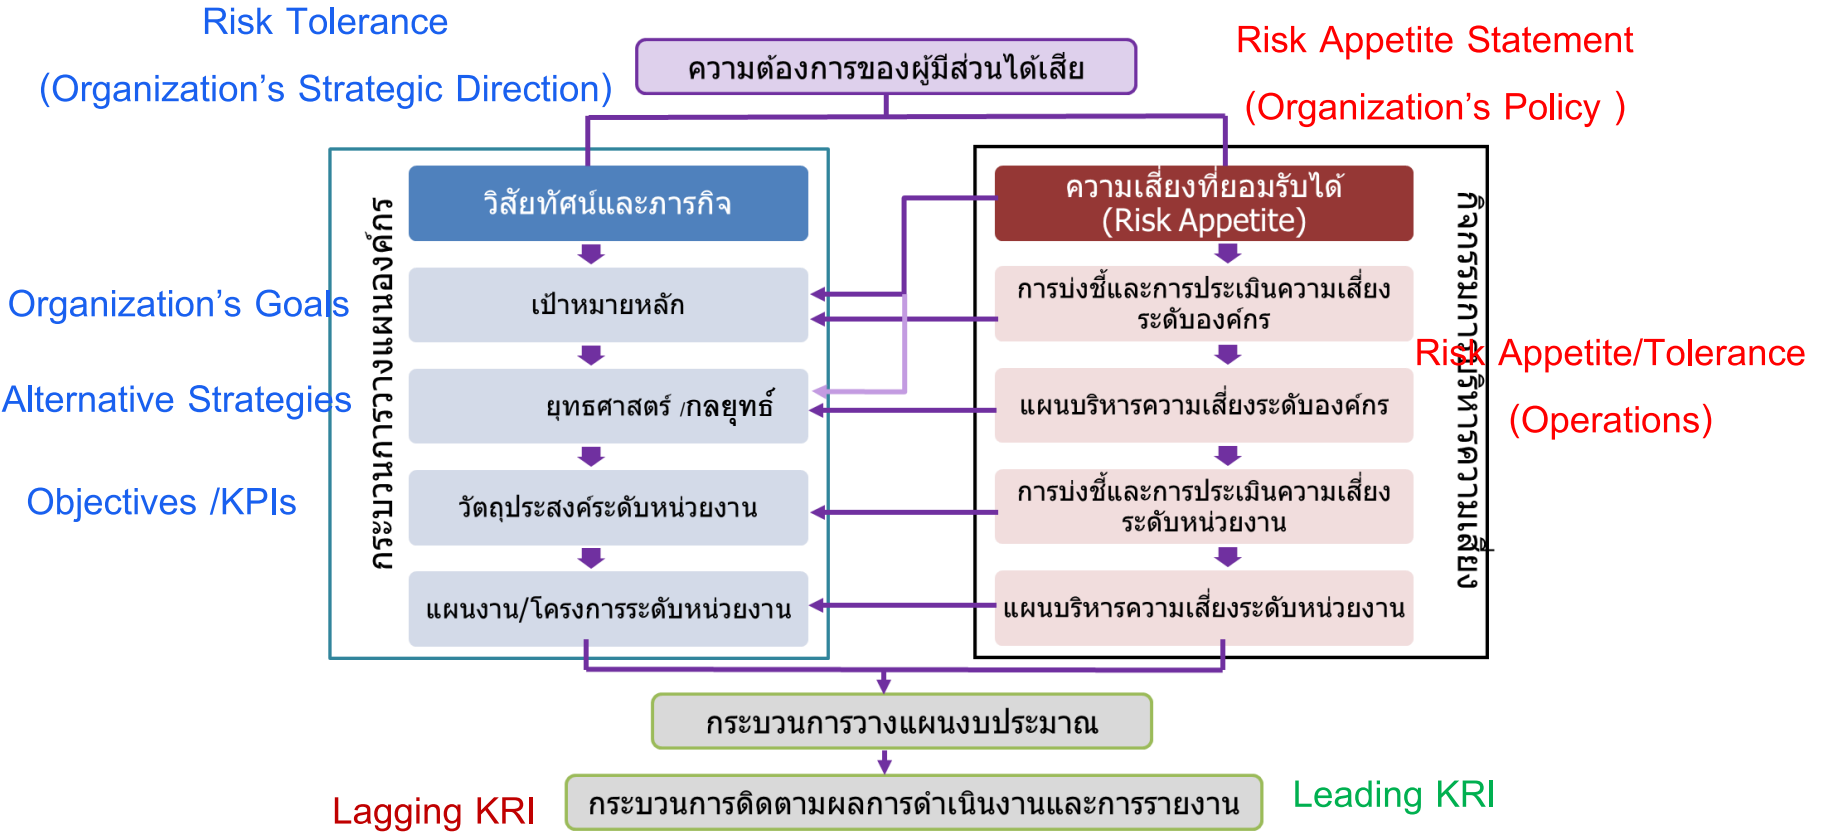 Risk Tolerance
(Organization's Strategic Direction)
ความต้องการของผู้มีส่วนได้เสีย
Risk Appetite Statement
(Organization's Policy )
กระบวนการวางแผนองค์กร
วิสัยทัศน์และภารกิจ
Organization's Goals
เป้าหมายหลัก
Alternative Strategies
ยุทธศาสตร์ /กลยุทธ์
Objectives /KPIs
วัตถุประสงค์ระดับหน่วยงาน
แผนงาน/โครงการระดับหน่วยงาน
ความเสี่ยงที่ยอมรับได้
(Risk Appetite)
การบ่งชี้และการประเมินความเสี่ยง
ระดับองค์กร
แผนบริหารความเสี่ยงระดับองค์กร
การบ่งชี้และการประเมินความเสี่ยง
ระดับหน่วยงาน
แผนบริหารความเสี่ยงระดับหน่วยงาน
กิจกรรมการบริหารความเสี่ยง
Risk Appetite/Tolerance
(Operations)
กระบวนการวางแผนงบประมาณ
Lagging KRI
กระบวนการติดตามผลการดำเนินงานและการรายงาน
Leading KRI